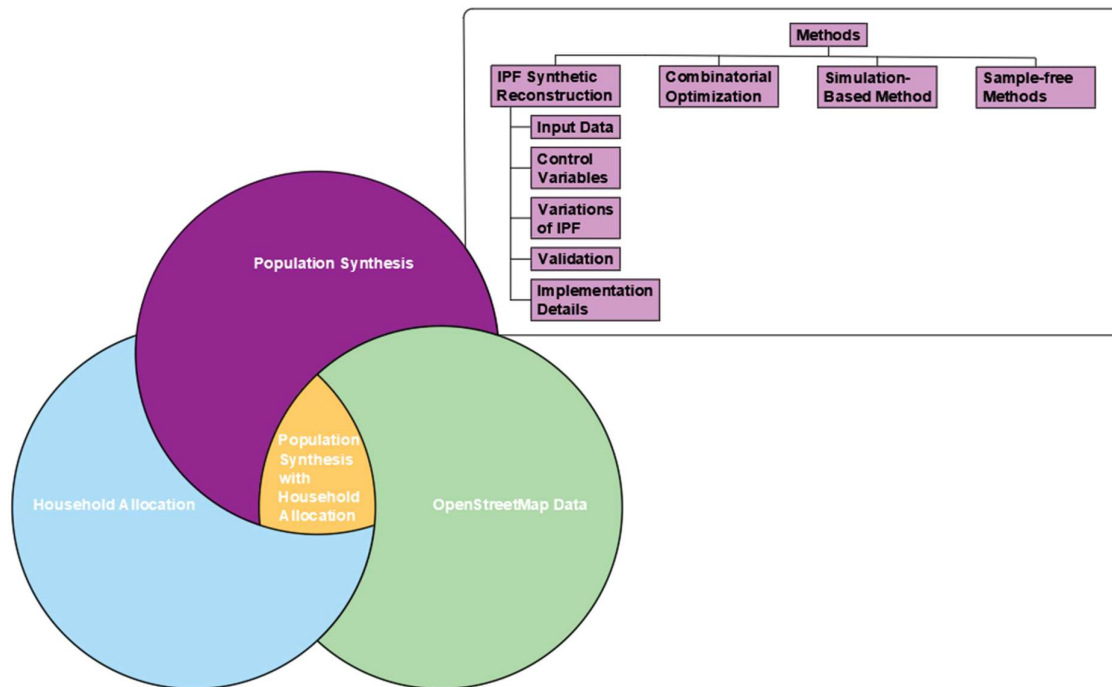 Methods
IPF Synthetic
Reconstruction
Combinatorial
Optimization
Simulation-
Based Method
Sample-free
Methods
Input Data
Control
Variables
Variations
of IPF
Validation
Implementation
Details
Population Synthesis
Population
Synthesis
with
Household
Allocation
Household Allocation
OpenStreetMap Data